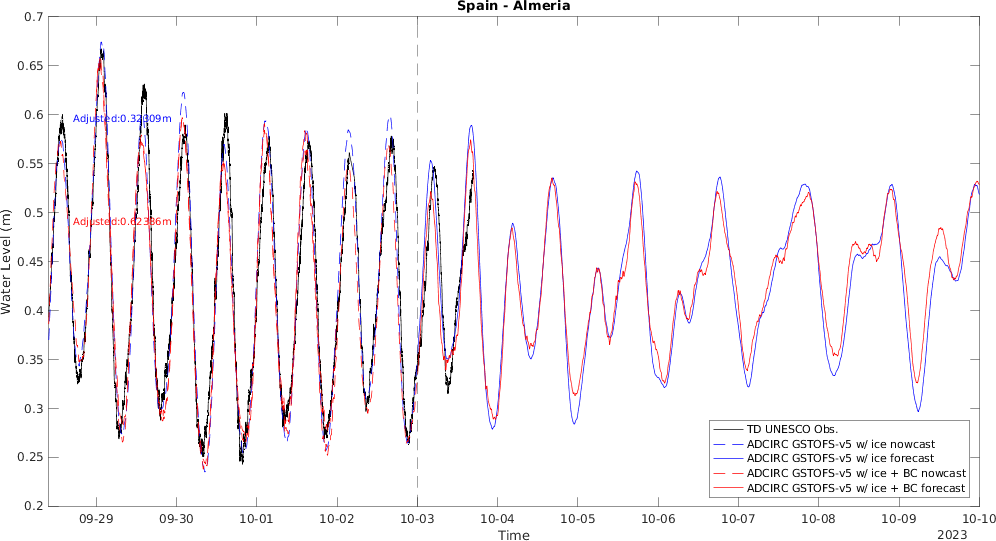 Spain - Almeria
0.7
0.65
0.6
0.55
0.5
0.45
0.4
0.35
0.3
0.25
0.2
Water Level (m)
Adjusted:0.32309m
Adjusted:0.62336m
TD UNESCO Obs.
ADCIRC GSTOFS-v5 w/ ice nowcast
ADCIRC GSTOFS-v5 w/ ice forecast
ADCIRC GSTOFS-v5 w/ ice + BC nowcast
ADCIRC GSTOFS-v5 w/ ice + BC forecast
09-29 09-30 10-01 10-02 10-03 10-04 10-05 10-06 10-07 10-08 10-09 10-10
Time
2023